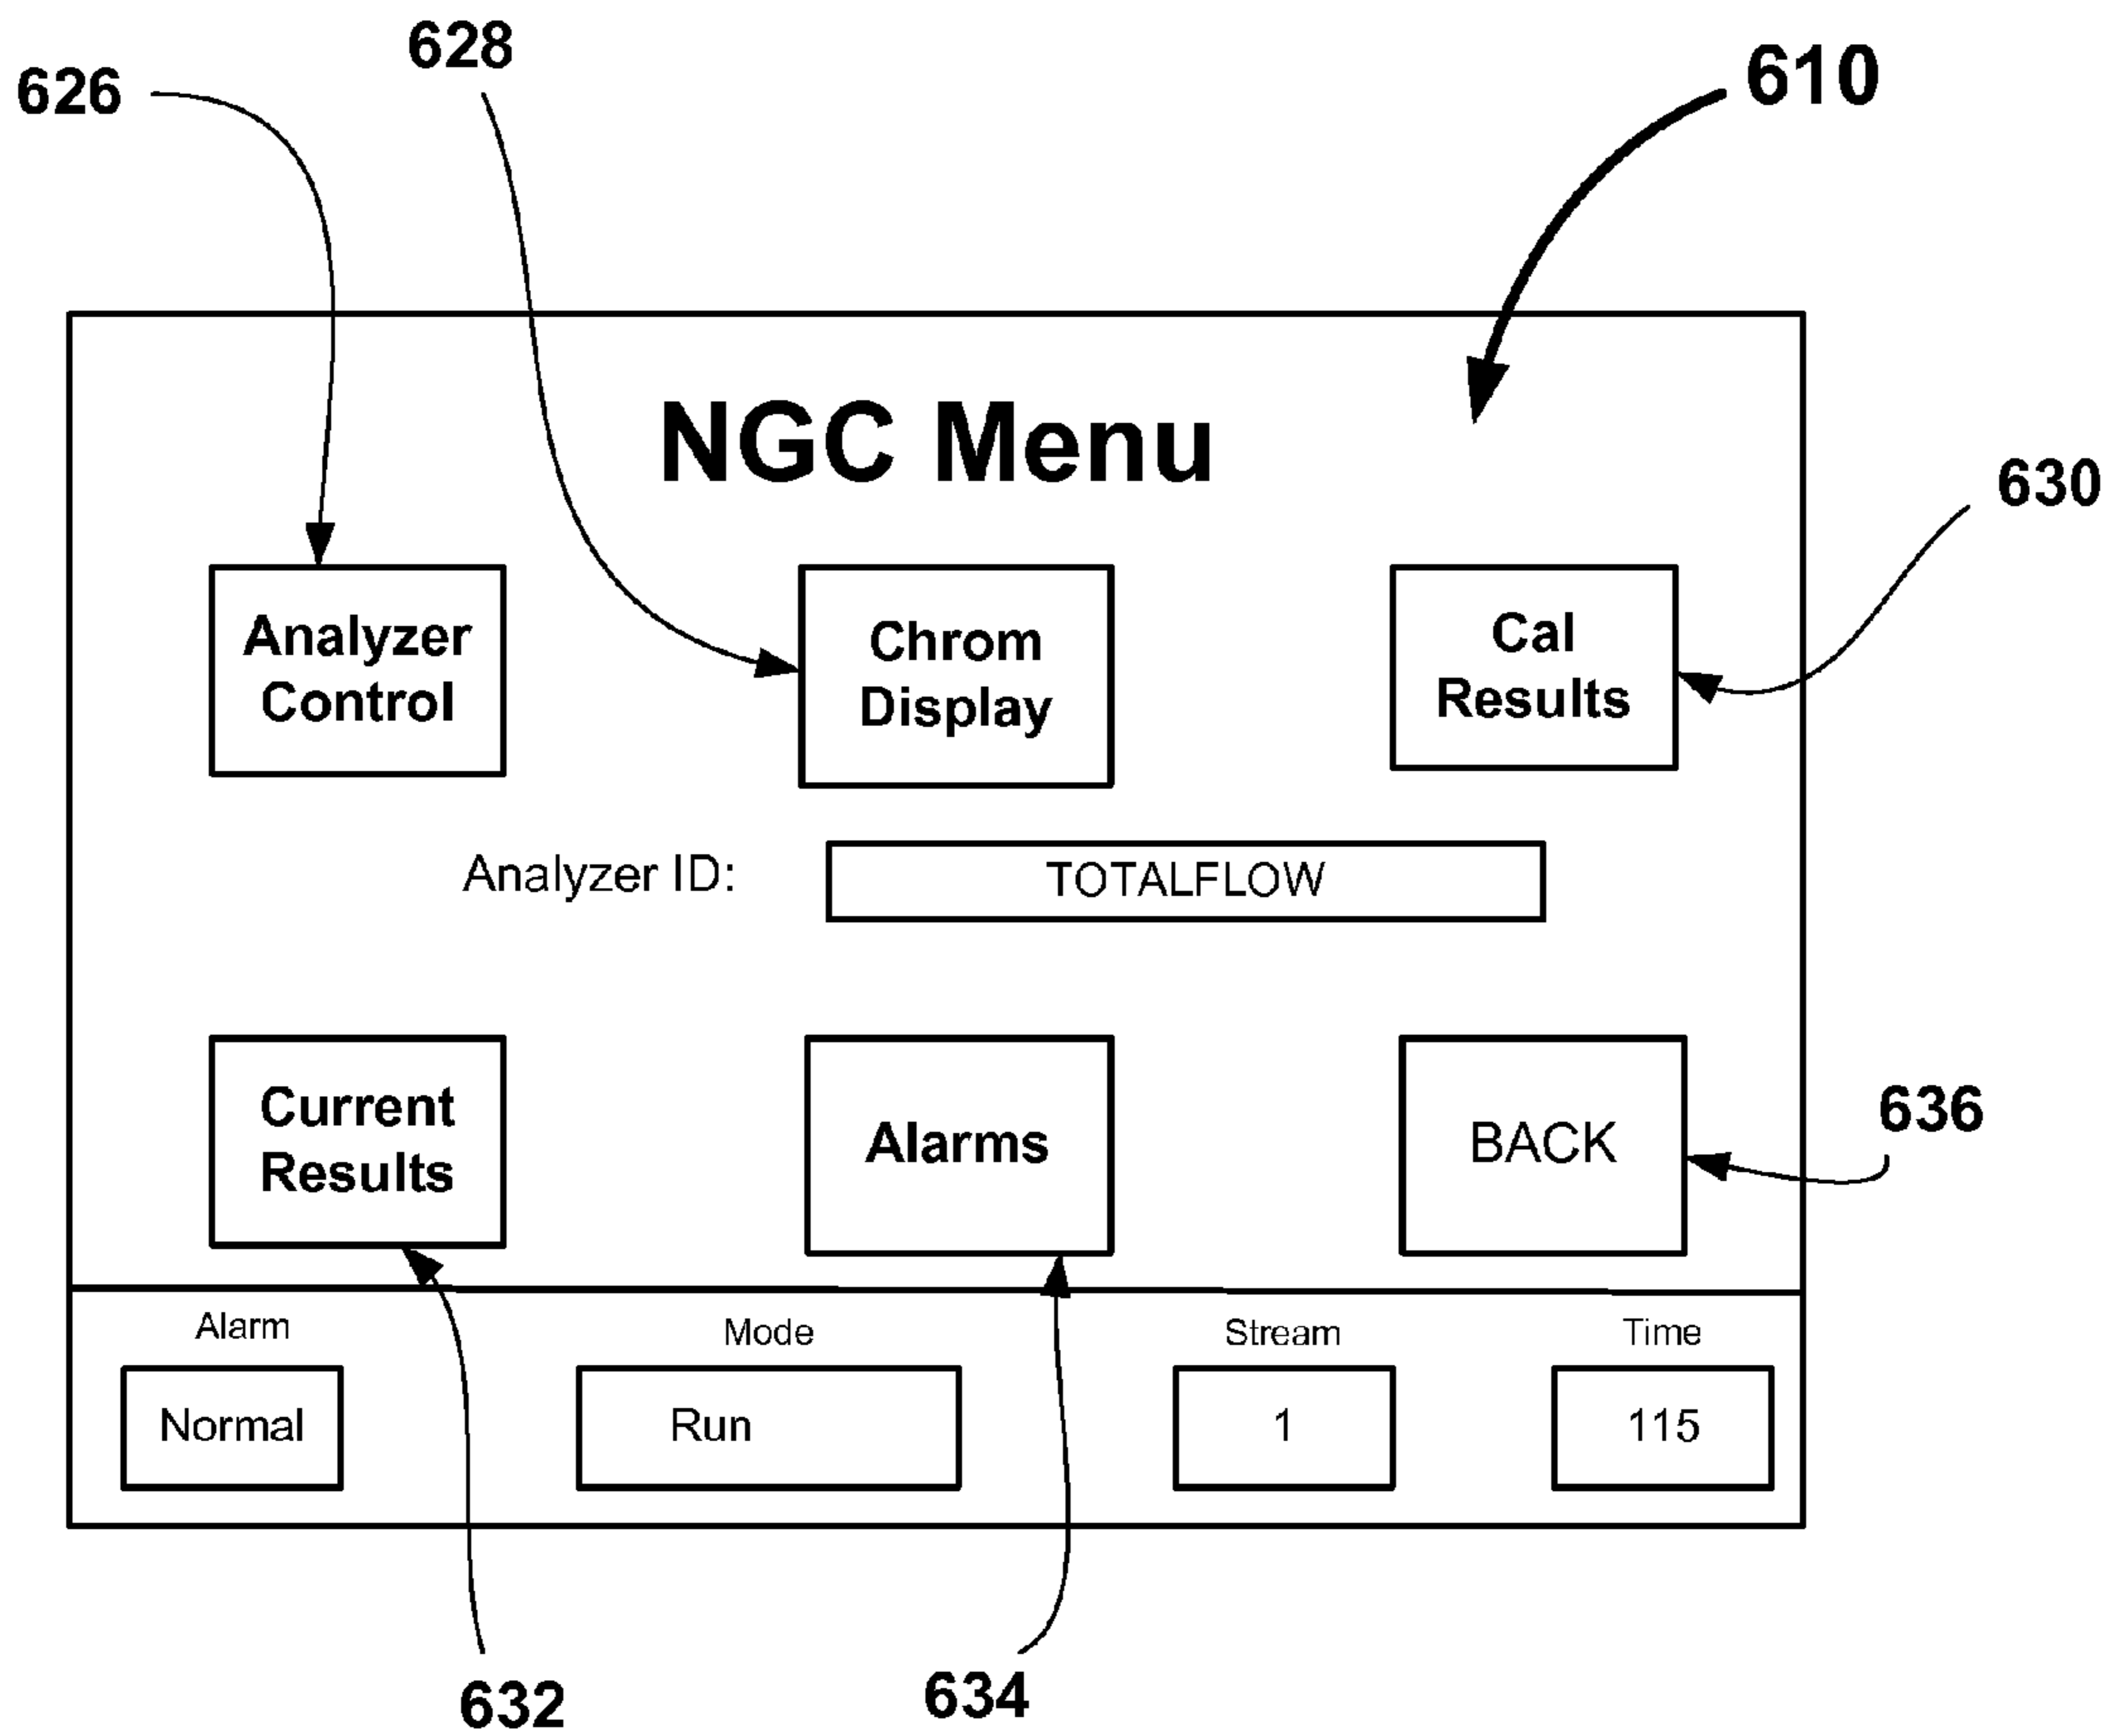 628
626
610
NGC Menu
630
Analyzer
Control
Chrom
Display
Cal
Results
Analyzer ID: TOTALFLOW
Current
Results
Alarms
BACK
636
Alarm Mode Stream Time
Normal Run 1 115
632
634